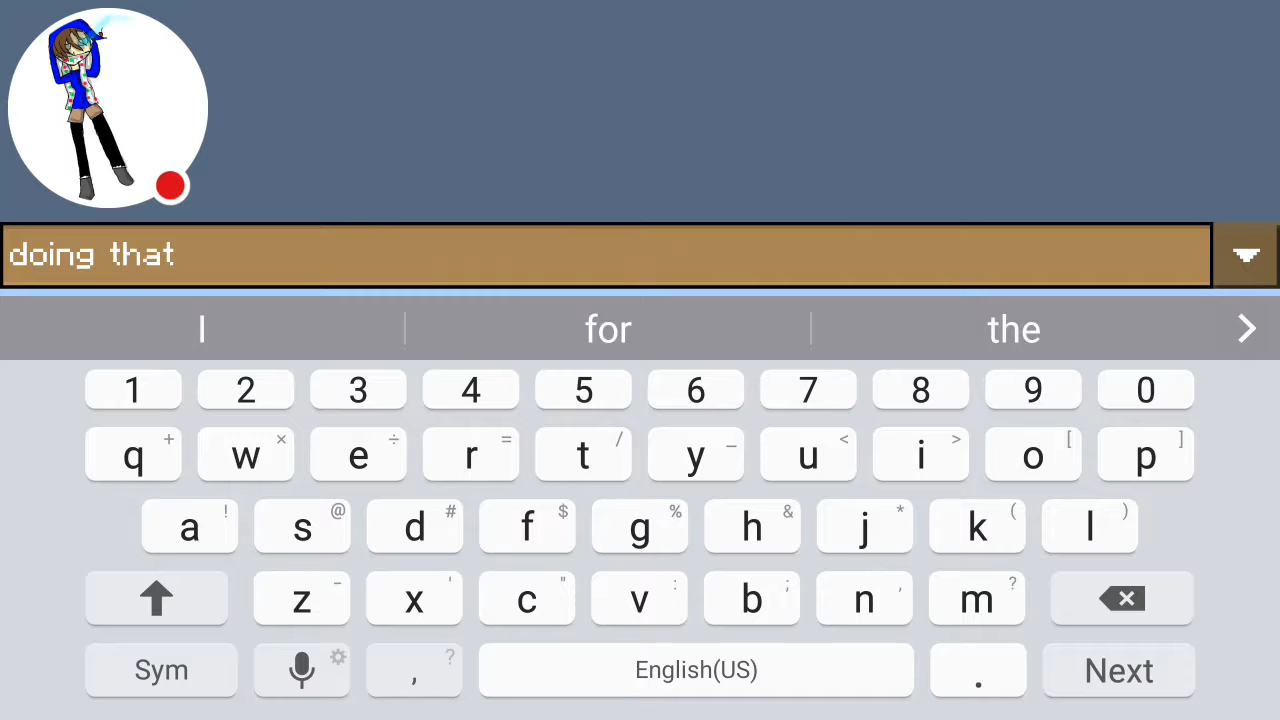 doing that
I for the
1 2 3 4 5 6 7 8 9 0
q + w × e ÷ r = t / y _ u < i > o [ p ]
a ! s @ d # f $ g % h & j * k ( l )
z - x ' c " v : b ; n , m ?
Sym , ? English(US) . Next